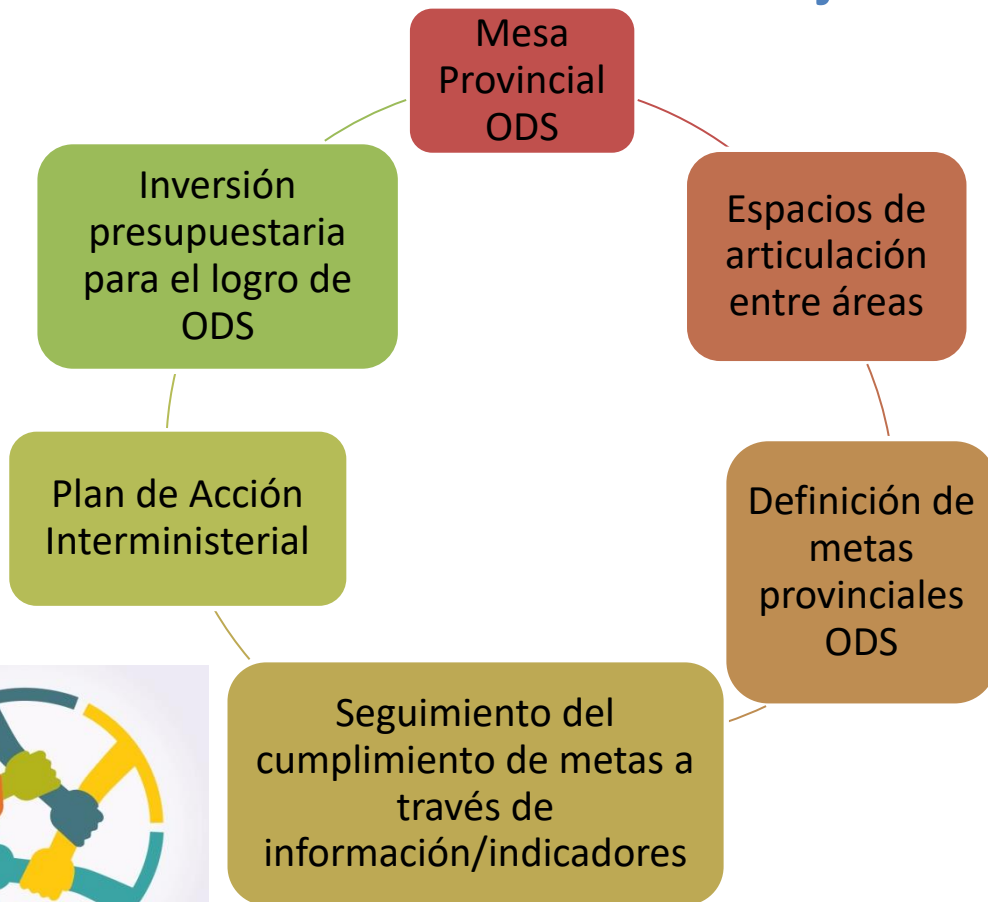 Mesa
Provincial
ODS
Espacios de
articulación
entre áreas
Definición de
metas
provinciales
ODS
Seguimiento del
cumplimiento de metas a
través de
información/indicadores
Plan de Acción
Interministerial
Inversión
presupuestaria
para el logro de
ODS